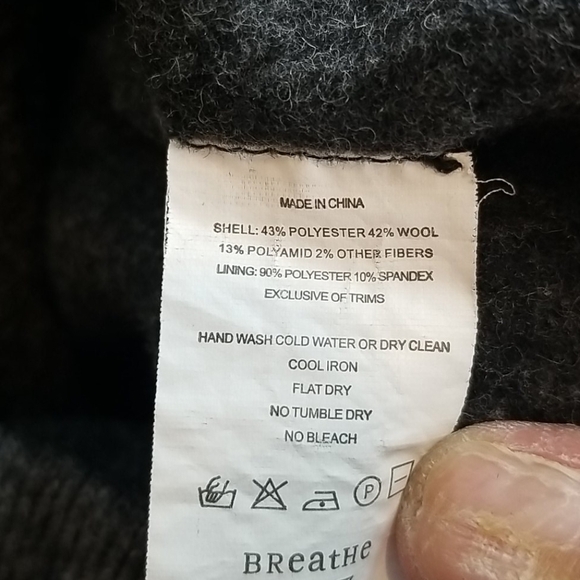 MADE IN CHINA
SHELL: 43% POLYESTER 42% WOOL
13% POLYAMID 2% OTHER FIBERS
LINING: 90% POLYESTER 10% SPANDEX
EXCLUSIVE OF TRIMS
HAND WASH COLD WATER OR DRY CLEAN
COOL IRON
FLAT DRY
NO TUMBLE DRY
NO BLEACH
P
BReatHe